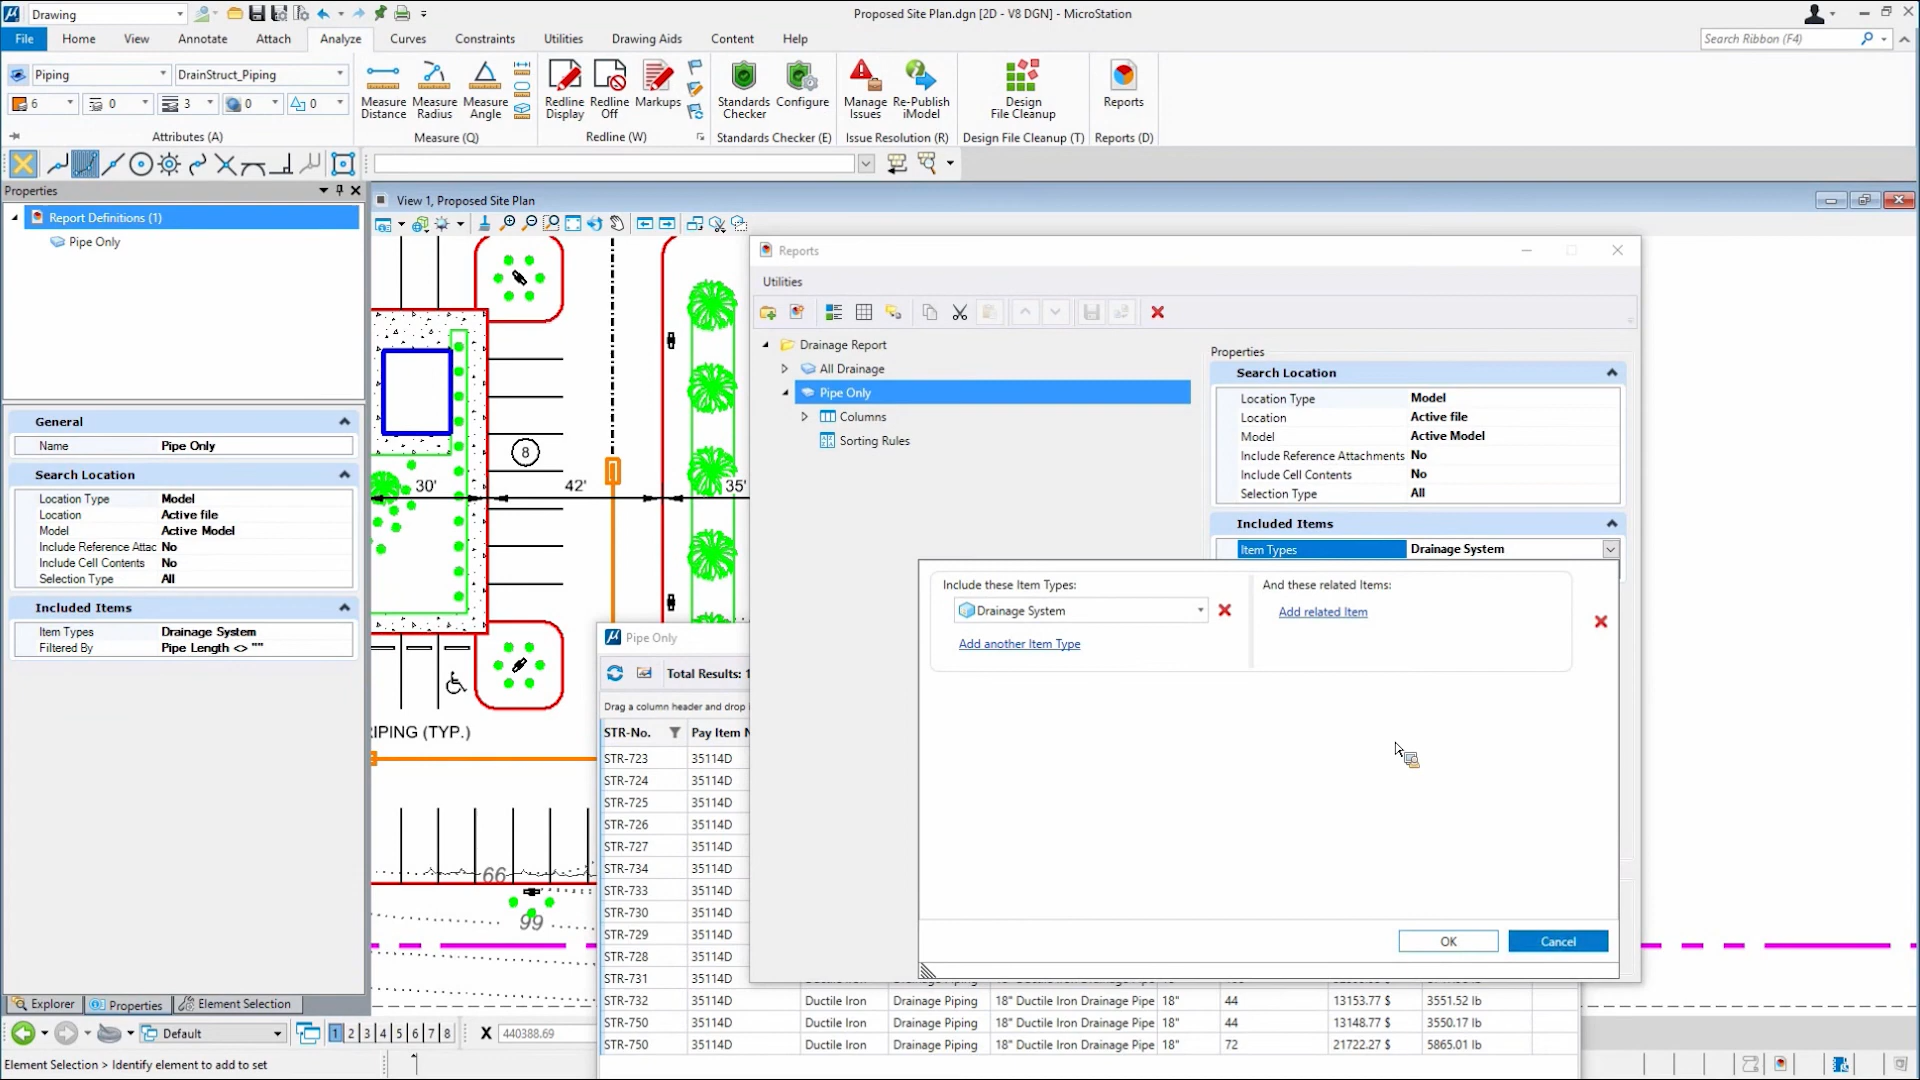 Drawing
Proposed Site Plan.dgn [2D - V8 DGN] - MicroStation
File
Home
View
Annotate
Attach
Analyze
Curves
Constraints
Utilities
Drawing Aids
Content
Help
Search Ribbon (F4)
Piping
DrainStruct_Piping
6
0
3
0
0
Attributes (A)
Measure Distance
Measure Radius
Measure Angle
Measure (Q)
Redline Display
Redline Off
Markups
Redline (W)
Standards Checker
Configure
Standards Checker (E)
Manage Issues
Re-Publish iModel
Issue Resolution (R)
Design File Cleanup
Design File Cleanup (T)
Reports
Reports (D)
Properties
Report Definitions (1)
Pipe Only
General
Name Pipe Only
Search Location
Location Type Model
Location Active file
Model Active Model
Include Reference Attac No
Include Cell Contents No
Selection Type All
Included Items
Item Types Drainage System
Filtered By Pipe Length <> ""
View 1, Proposed Site Plan
8
30'
42'
35'
RIPING (TYP.)
66
99
Reports
Utilities
Drainage Report
All Drainage
Pipe Only
Columns
Sorting Rules
Properties
Search Location
Location Type Model
Location Active file
Model Active Model
Include Reference Attachments No
Include Cell Contents No
Selection Type All
Included Items
Item Types Drainage System
Include these Item Types:
Drainage System
Add another Item Type
And these related Items:
Add related Item
OK
Cancel
Pipe Only
Total Results: 1
Drag a column header and drop i
STR-No. Pay Item N
STR-723 35114D
STR-724 35114D
STR-725 35114D
STR-726 35114D
STR-727 35114D
STR-734 35114D
STR-733 35114D
STR-730 35114D
STR-729 35114D
STR-728 35114D
STR-731 35114D
STR-732 35114D Ductile Iron Drainage Piping 18" Ductile Iron Drainage Pipe 18" 44 13153.77 $ 3551.52 lb
STR-750 35114D Ductile Iron Drainage Piping 18" Ductile Iron Drainage Pipe 18" 44 13148.77 $ 3550.17 lb
STR-750 35114D Ductile Iron Drainage Piping 18" Ductile Iron Drainage Pipe 18" 72 21722.27 $ 5865.01 lb
Explorer
Properties
Element Selection
Default
1 2 3 4 5 6 7 8
X 440388.69
Element Selection > Identify element to add to set